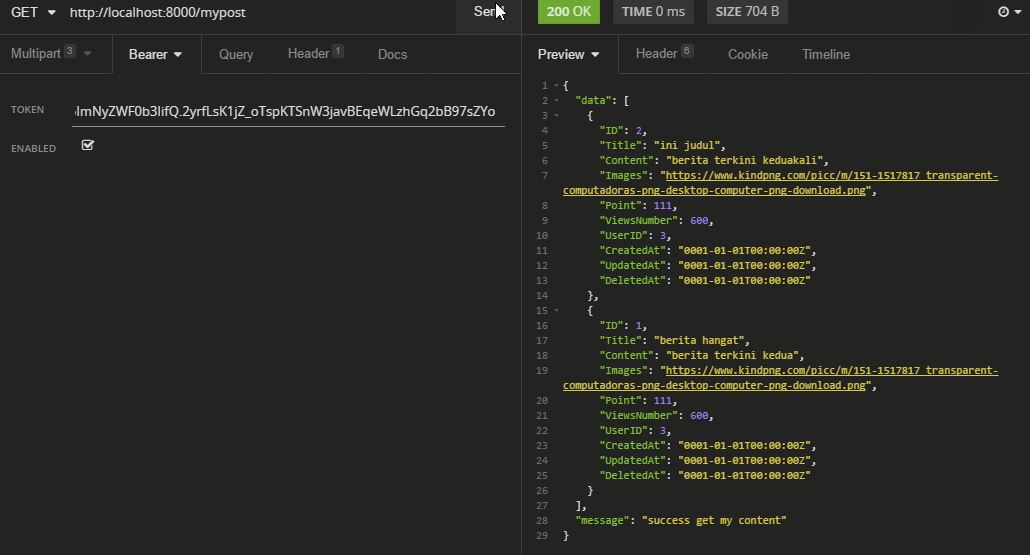 GET http://localhost:8000/mypost Send 200 OK TIME 0 ms SIZE 704 B
Multipart 3 Bearer Query Header 1 Docs Preview Header 6 Cookie Timeline
TOKEN lmNyZWF0b3IifQ.2yrfLsK1jZ_oTspKTSnW3javBEqeWLzhGq2bB97sZYo
ENABLED
1 {
2 "data": [
3 {
4 "ID": 2,
5 "Title": "ini judul",
6 "Content": "berita terkini keduakali",
7 "Images": "https://www.kindpng.com/picc/m/151-1517817_transparent-
computadoras-png-desktop-computer-png-download.png",
8 "Point": 111,
9 "ViewsNumber": 600,
10 "UserID": 3,
11 "CreatedAt": "0001-01-01T00:00:00Z",
12 "UpdatedAt": "0001-01-01T00:00:00Z",
13 "DeletedAt": "0001-01-01T00:00:00Z"
14 },
15 {
16 "ID": 1,
17 "Title": "berita hangat",
18 "Content": "berita terkini kedua",
19 "Images": "https://www.kindpng.com/picc/m/151-1517817_transparent-
computadoras-png-desktop-computer-png-download.png",
20 "Point": 111,
21 "ViewsNumber": 600,
22 "UserID": 3,
23 "CreatedAt": "0001-01-01T00:00:00Z",
24 "UpdatedAt": "0001-01-01T00:00:00Z",
25 "DeletedAt": "0001-01-01T00:00:00Z"
26 }
27 ],
28 "message": "success get my content"
29 }